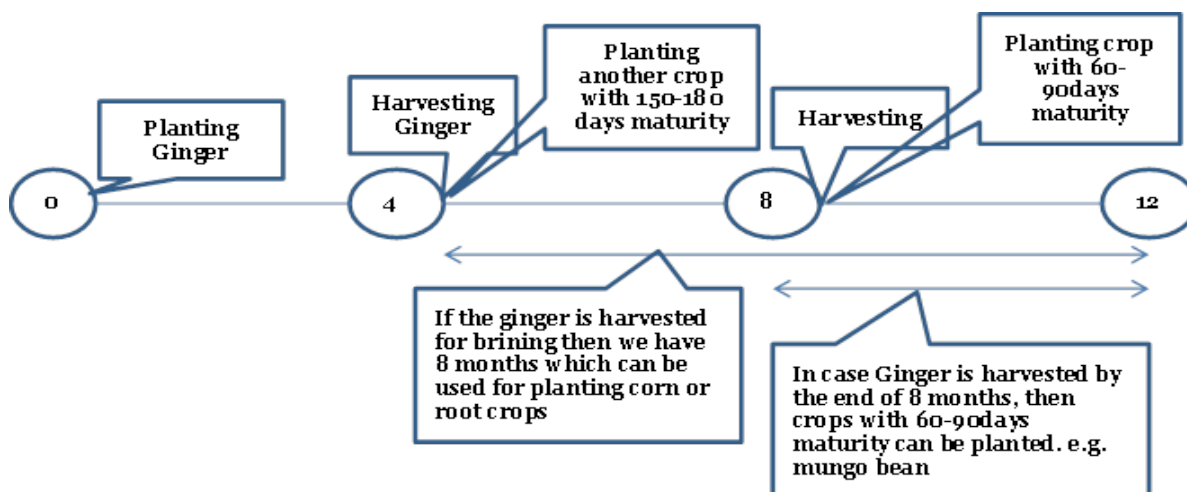 Planting
Ginger
Harvesting
Ginger
Planting
another crop
with 150-180
days maturity
Harvesting
Planting crop
with 60-
90days
maturity
0
4
8
12
If the ginger is harvested
for brining then we have
8 months which can be
used for planting corn or
root crops
In case Ginger is harvested by
the end of 8 months, then
crops with 60-90days
maturity can be planted. e.g.
mungo bean